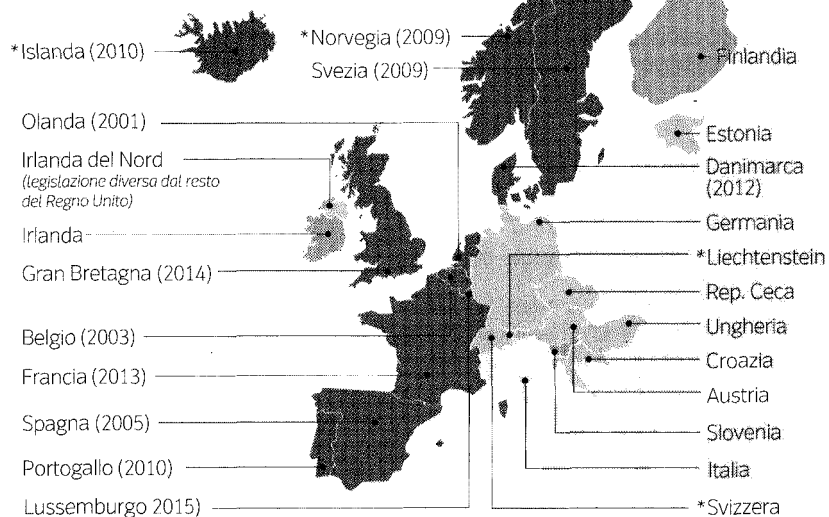 *Islanda (2010)
*Norvegia (2009)
Svezia (2009)
Finlandia
Olanda (2001)
Irlanda del Nord
(legislazione diversa dal resto
del Regno Unito)
Irlanda
Gran Bretagna (2014)
Belgio (2003)
Francia (2013)
Spagna (2005)
Portogallo (2010)
Lussemburgo 2015)
Estonia
Danimarca
(2012)
Germania
*Liechtenstein
Rep. Ceca
Ungheria
Croazia
Austria
Slovenia
Italia
*Svizzera